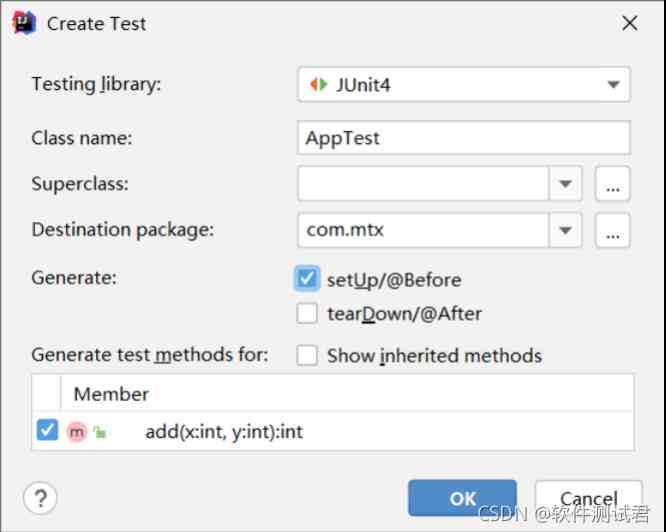 Create Test
Testing library:
JUnit4
Class name:
AppTest
Superclass:
...
Destination package:
com.mtx
...
Generate:
setUp/@Before
tearDown/@After
Generate test methods for:
Show inherited methods
Member
m
add(x:int, y:int):int
?
OK
Cancel
CSDN @软件测试君